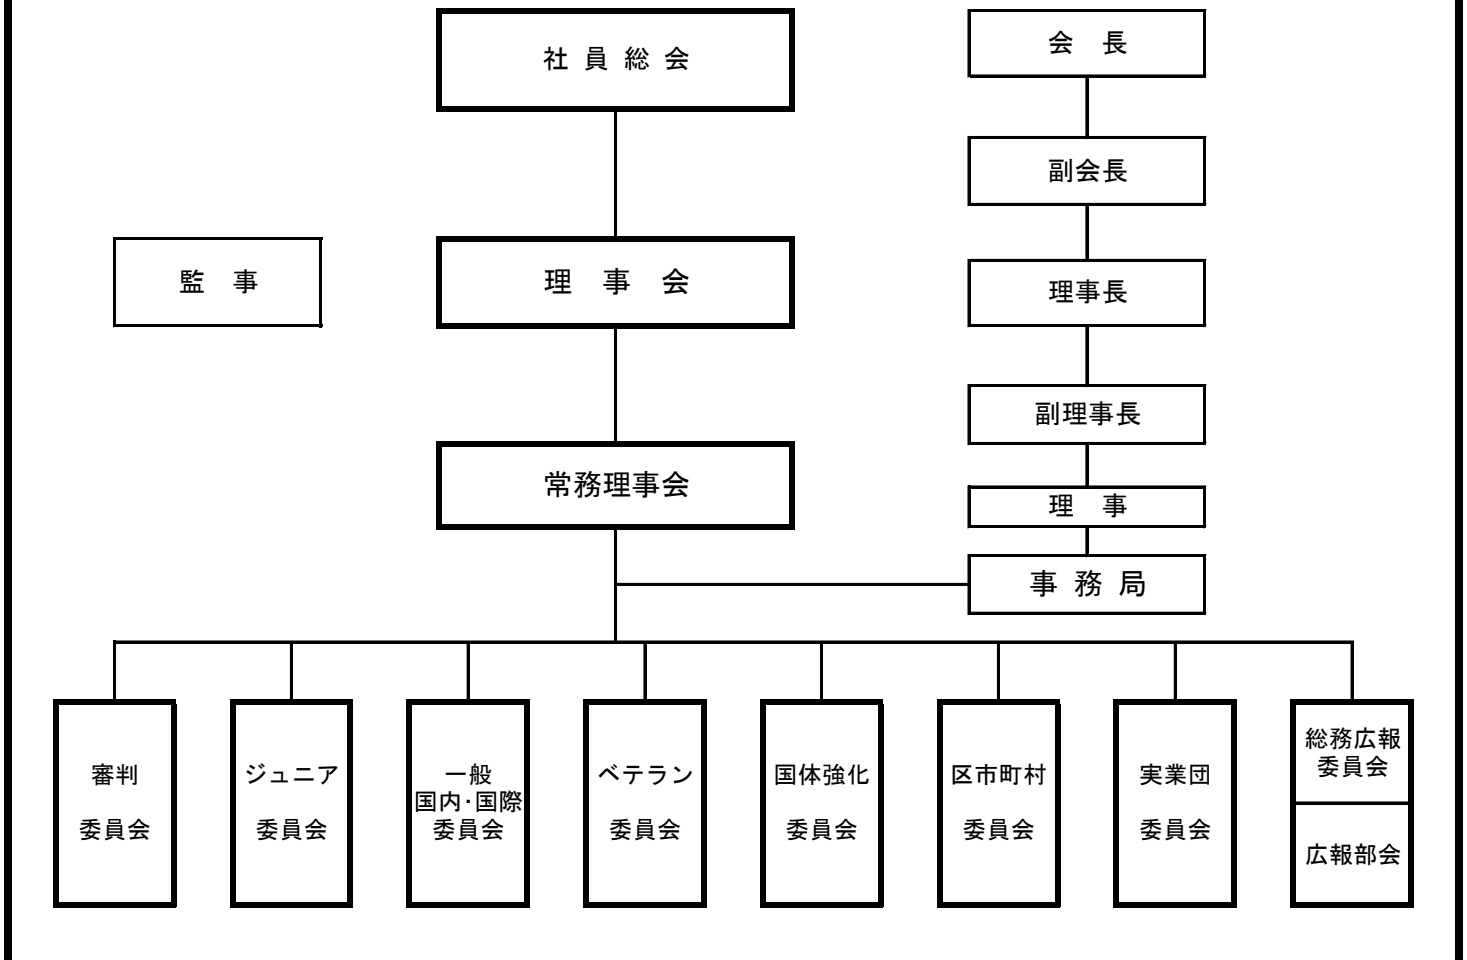 社員総会
会長
副会長
監事
理事会
理事長
副理事長
常務理事会
理事
事務局
審判
委員会
ジュニア
委員会
一般
国内・国際
委員会
ベテラン
委員会
国体強化
委員会
区市町村
委員会
実業団
委員会
総務広報
委員会
広報部会